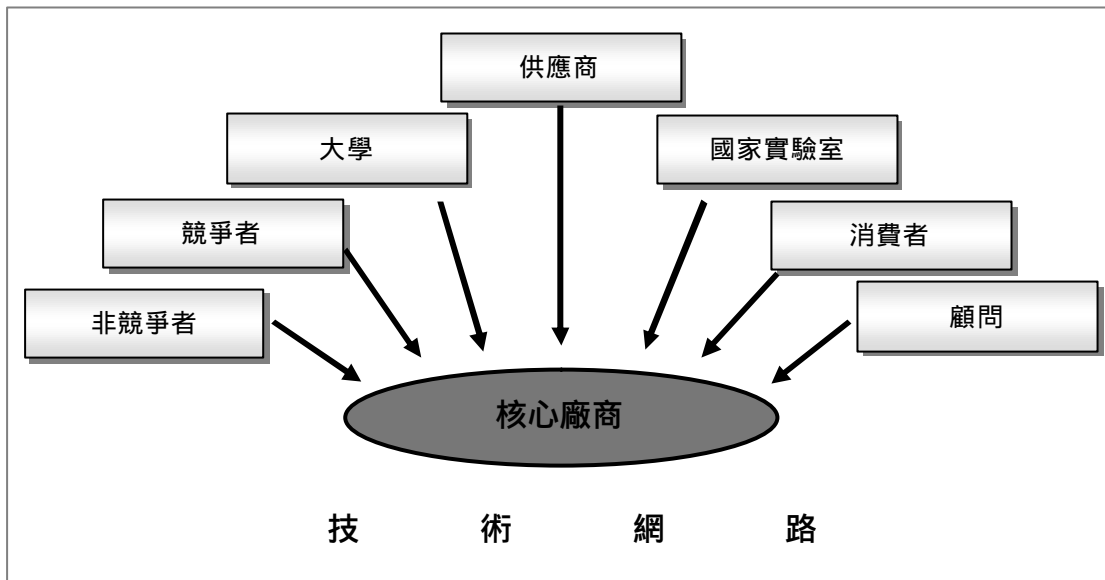 供應商
大學
國家實驗室
競爭者
消費者
非競爭者
顧問
核心廠商
技術網路